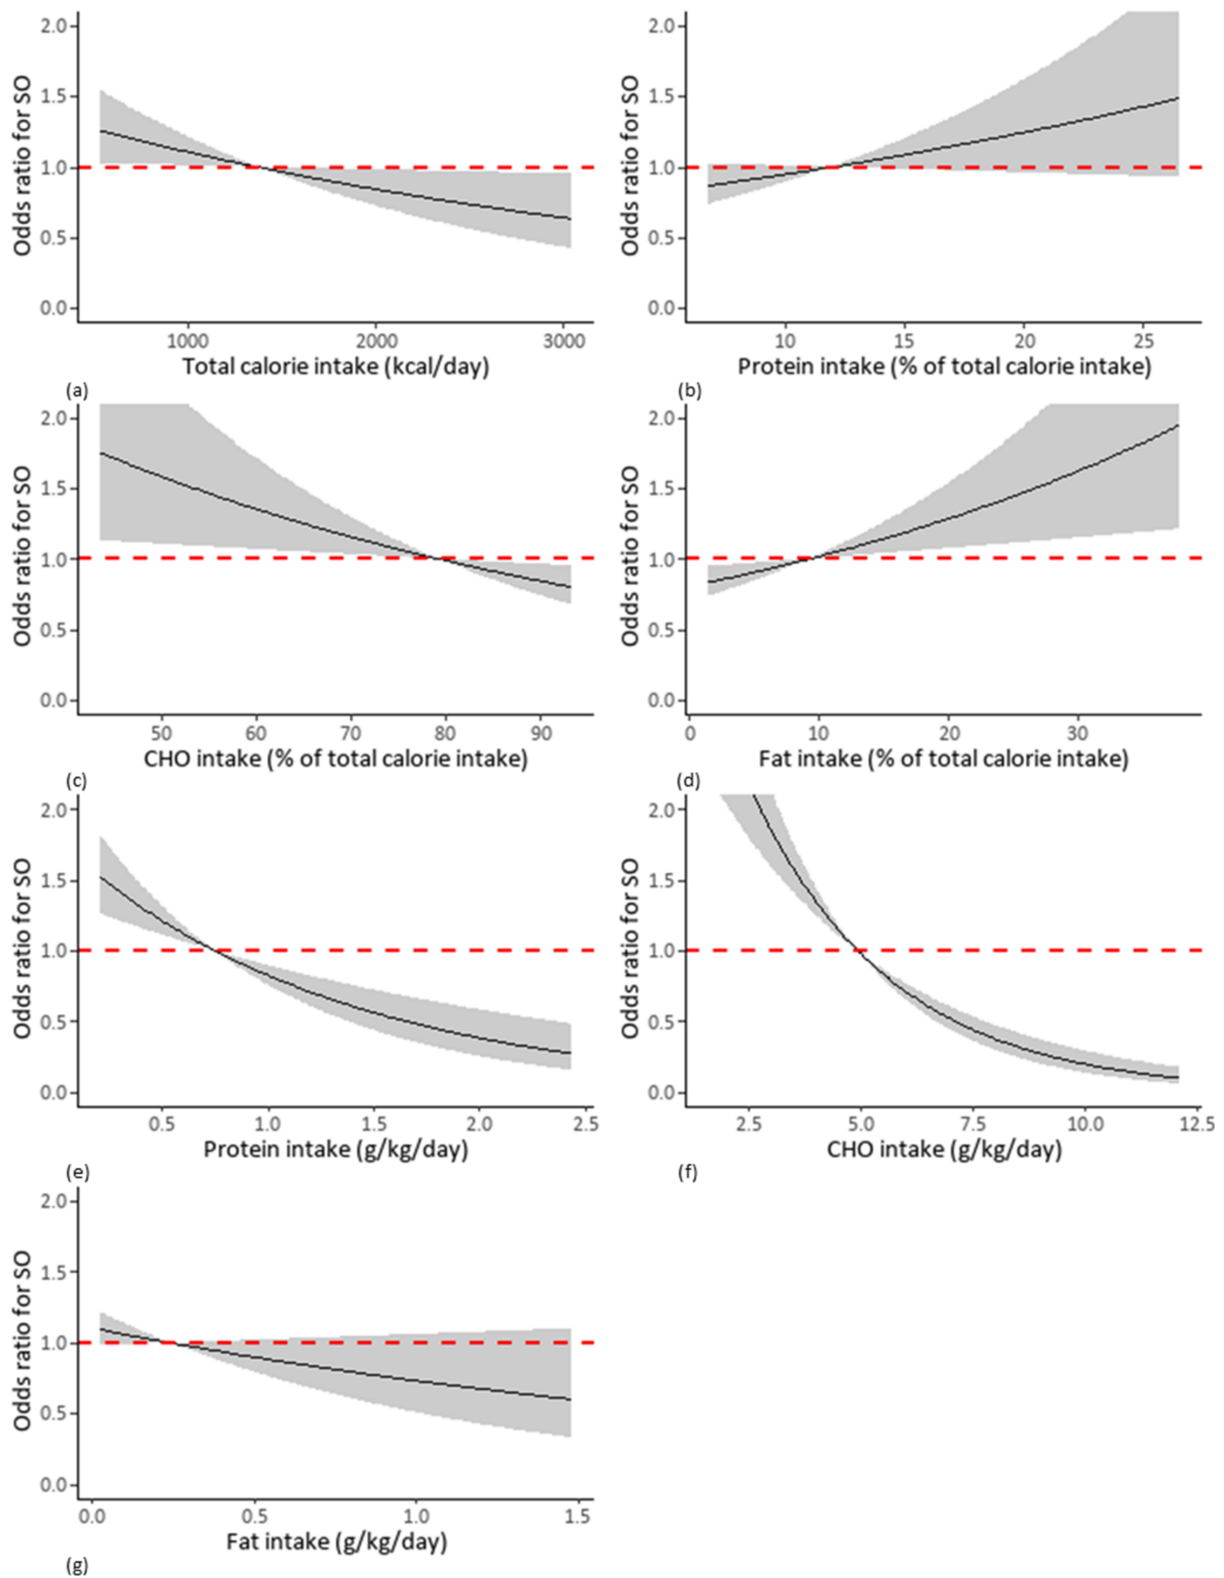 2.0
1.5
1.0
0.5
0.0
Odds ratio for SO
1000 2000 3000
Total calorie intake (kcal/day)
(a)
2.0
1.5
1.0
0.5
0.0
Odds ratio for SO
10 15 20 25
Protein intake (% of total calorie intake)
(b)
2.0
1.5
1.0
0.5
0.0
Odds ratio for SO
50 60 70 80 90
CHO intake (% of total calorie intake)
(c)
2.0
1.5
1.0
0.5
0.0
Odds ratio for SO
0 10 20 30
Fat intake (% of total calorie intake)
(d)
2.0
1.5
1.0
0.5
0.0
Odds ratio for SO
0.5 1.0 1.5 2.0 2.5
Protein intake (g/kg/day)
(e)
2.0
1.5
1.0
0.5
0.0
Odds ratio for SO
2.5 5.0 7.5 10.0 12.5
CHO intake (g/kg/day)
(f)
2.0
1.5
1.0
0.5
0.0
Odds ratio for SO
0.0 0.5 1.0 1.5
Fat intake (g/kg/day)
(g)